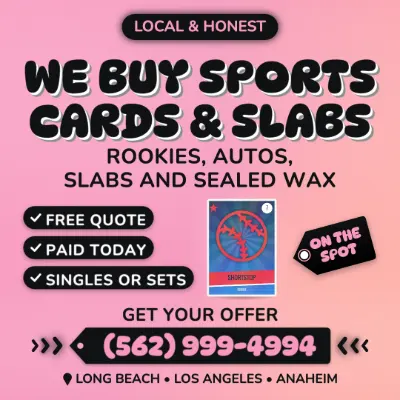 LOCAL & HONEST
WE BUY SPORTS
CARDS & SLABS
ROOKIES, AUTOS,
SLABS AND SEALED WAX
FREE QUOTE
PAID TODAY
SINGLES OR SETS
SHORTSTOP
ON THE
SPOT
GET YOUR OFFER
(562) 999-4994
LONG BEACH • LOS ANGELES • ANAHEIM